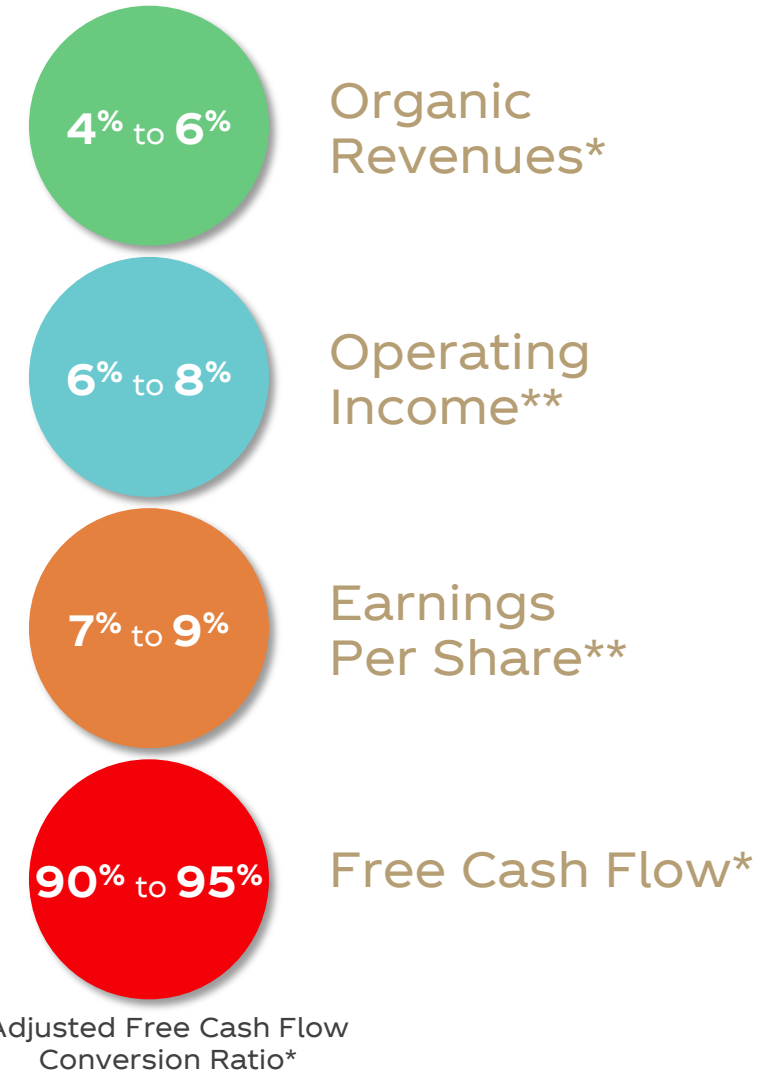 4% to 6%
Organic
Revenues*
6% to 8%
Operating
Income**
7% to 9%
Earnings
Per Share**
90% to 95%
Free Cash Flow*
Adjusted Free Cash Flow
Conversion Ratio*